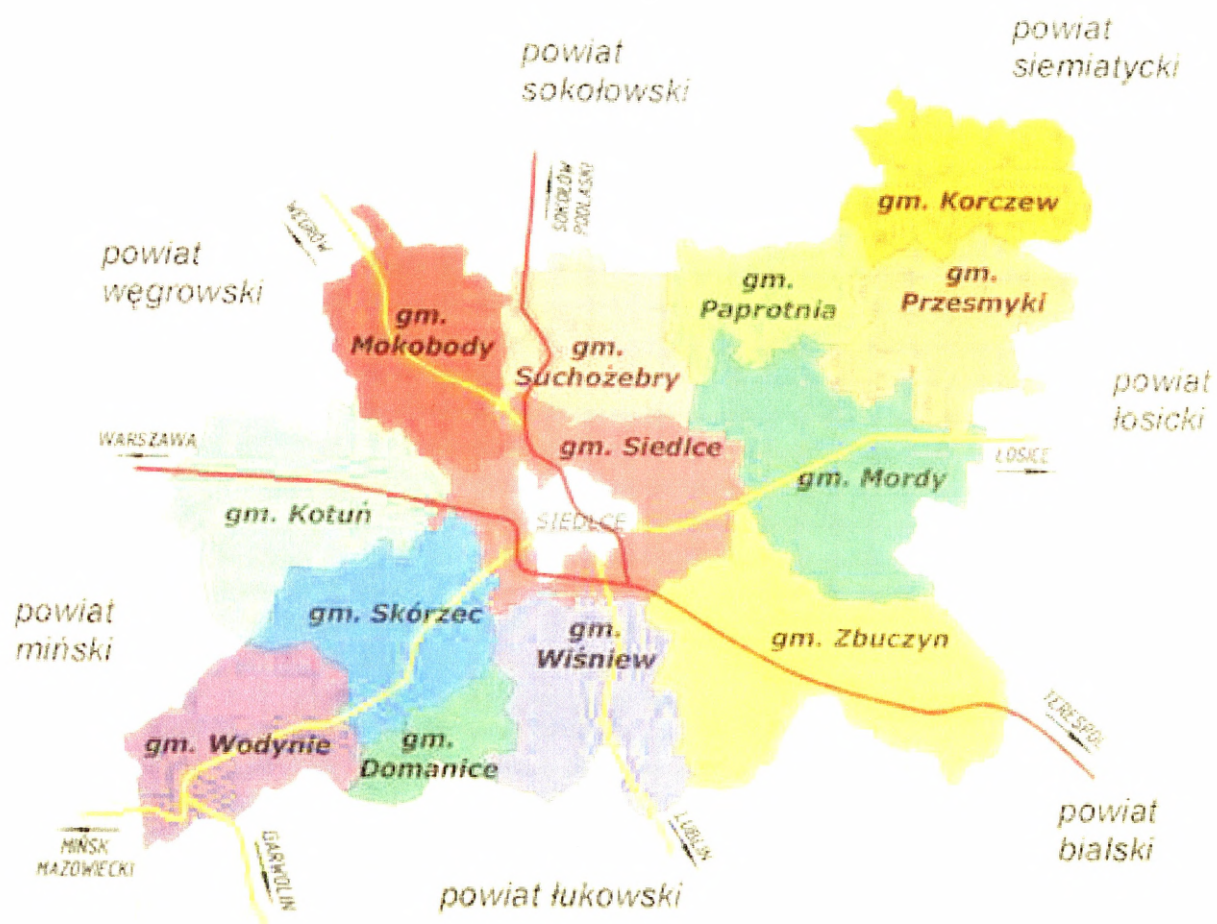 powiat
sokołowski
powiat
siemiatycki
SOKOŁÓW
PODLASKI
WĘGRÓW
gm. Korczew
powiat
węgrowski
gm.
Paprotnia
gm.
Przesmyki
gm.
Mokobody
gm.
Suchożebry
powiat
łosicki
WARSZAWA
gm. Siedlce
ŁOSICE
gm. Mordy
gm. Kotuń
SIEDLCE
powiat
miński
gm. Skórzec
gm.
Wiśniew
gm. Zbuczyn
TERESPOL
gm. Wodynie
gm.
Domanice
MIŃSK
MAZOWIECKI
GARWOLIN
LUBLIN
powiat
bialski
powiat łukowski